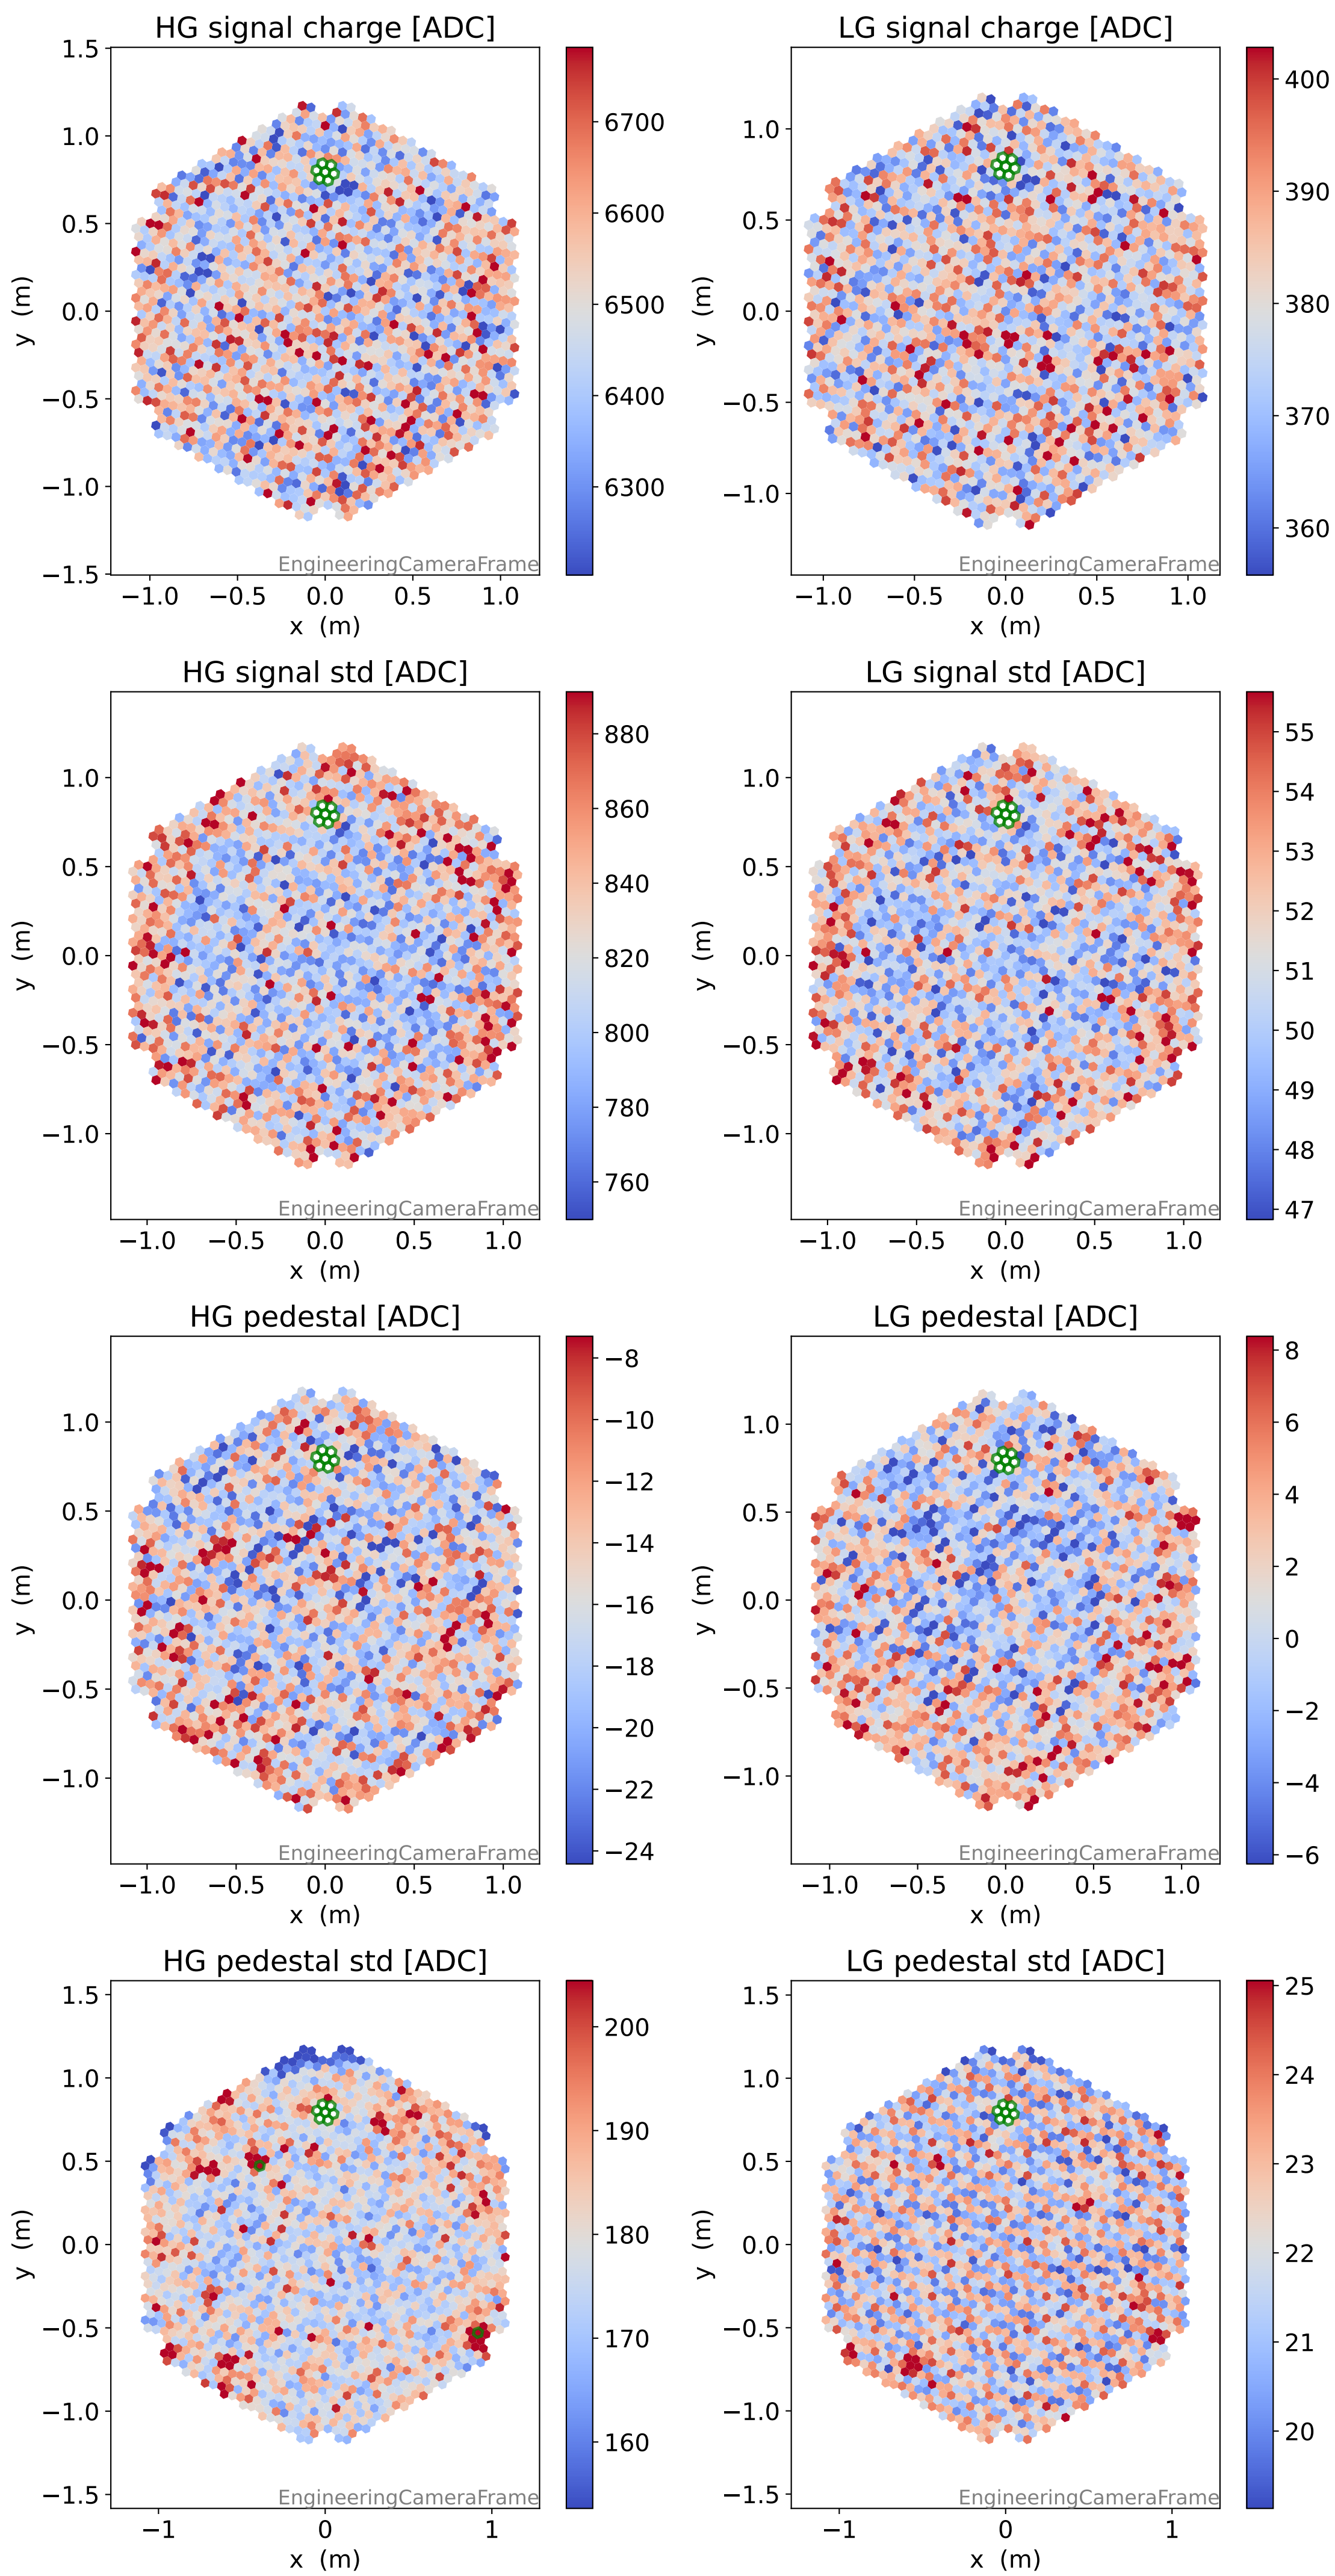 HG signal charge [ADC]
LG signal charge [ADC]
1.5
1.0
0.5
0.0
−0.5
−1.0
−1.5
y (m)
−1.0 −0.5 0.0 0.5 1.0
x (m)
EngineeringCameraFrame
6700
6600
6500
6400
6300
1.0
0.5
0.0
−0.5
−1.0
y (m)
−1.0 −0.5 0.0 0.5 1.0
x (m)
EngineeringCameraFrame
400
390
380
370
360
HG signal std [ADC]
LG signal std [ADC]
1.0
0.5
0.0
−0.5
−1.0
y (m)
−1.0 −0.5 0.0 0.5 1.0
x (m)
EngineeringCameraFrame
880
860
840
820
800
780
760
1.0
0.5
0.0
−0.5
−1.0
y (m)
−1.0 −0.5 0.0 0.5 1.0
x (m)
EngineeringCameraFrame
55
54
53
52
51
50
49
48
47
HG pedestal [ADC]
LG pedestal [ADC]
1.0
0.5
0.0
−0.5
−1.0
y (m)
−1.0 −0.5 0.0 0.5 1.0
x (m)
EngineeringCameraFrame
−8
−10
−12
−14
−16
−18
−20
−22
−24
1.0
0.5
0.0
−0.5
−1.0
y (m)
−1.0 −0.5 0.0 0.5 1.0
x (m)
EngineeringCameraFrame
8
6
4
2
0
−2
−4
−6
HG pedestal std [ADC]
LG pedestal std [ADC]
1.5
1.0
0.5
0.0
−0.5
−1.0
−1.5
y (m)
−1 0 1
x (m)
EngineeringCameraFrame
200
190
180
170
160
1.5
1.0
0.5
0.0
−0.5
−1.0
−1.5
y (m)
−1 0 1
x (m)
EngineeringCameraFrame
25
24
23
22
21
20